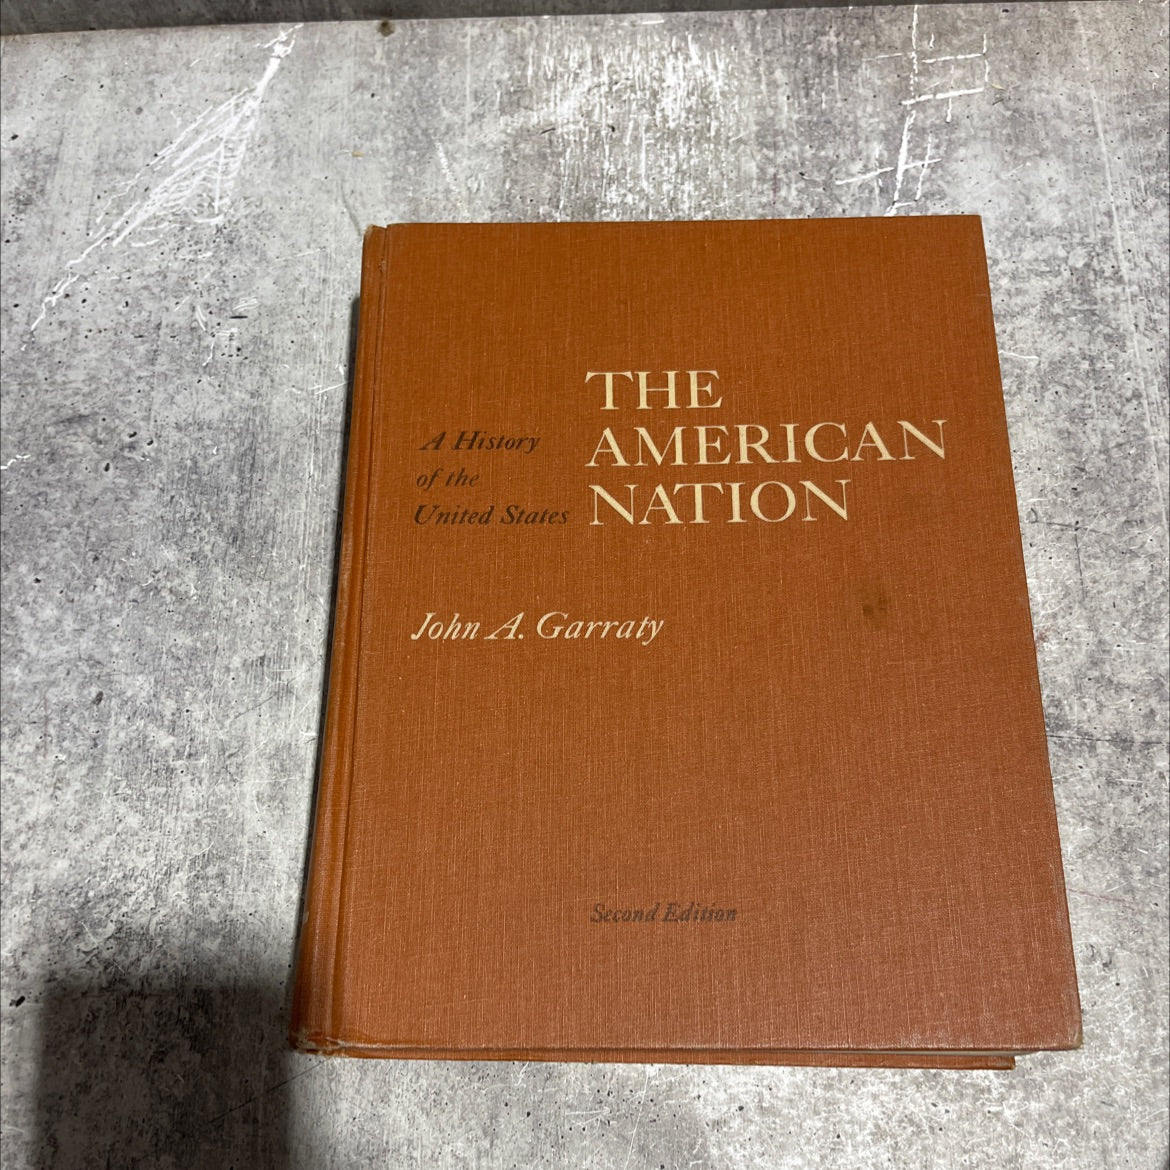 THE
AMERICAN
NATION
A History
of the
United States
John A. Garraty
Second Edition